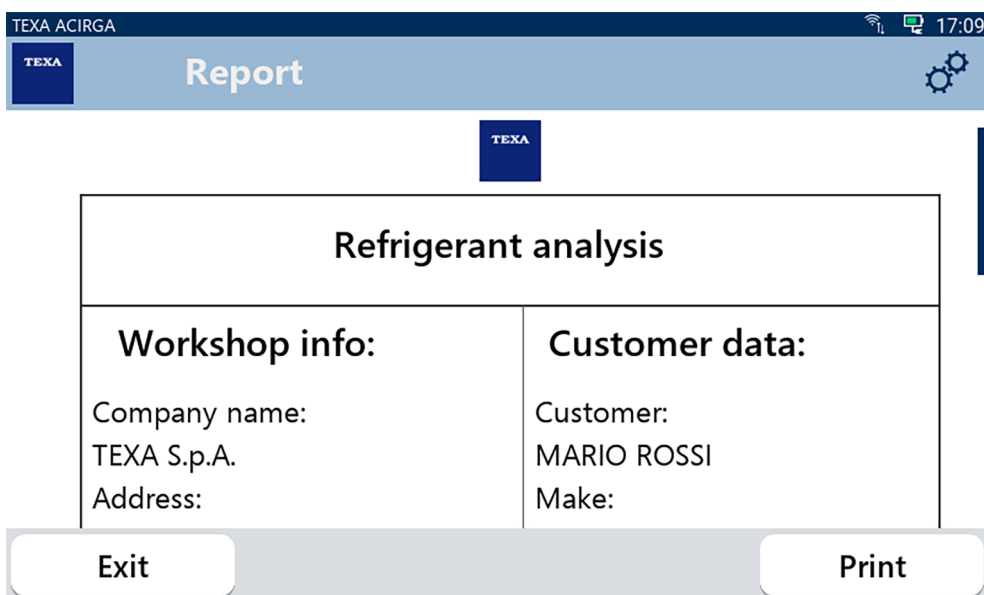 TEXA ACIRGA 17:09
TEXA Report
TEXA
Refrigerant analysis
Workshop info:
Company name:
TEXA S.p.A.
Address:
Customer data:
Customer:
MARIO ROSSI
Make:
Exit Print